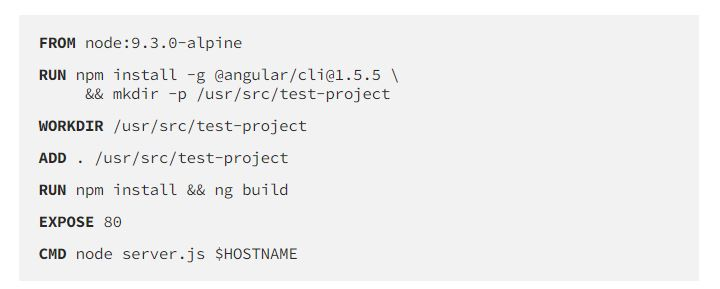 FROM node:9.3.0-alpine
RUN npm install -g @angular/cli@1.5.5 \
&& mkdir -p /usr/src/test-project
WORKDIR /usr/src/test-project
ADD . /usr/src/test-project
RUN npm install && ng build
EXPOSE 80
CMD node server.js $HOSTNAME